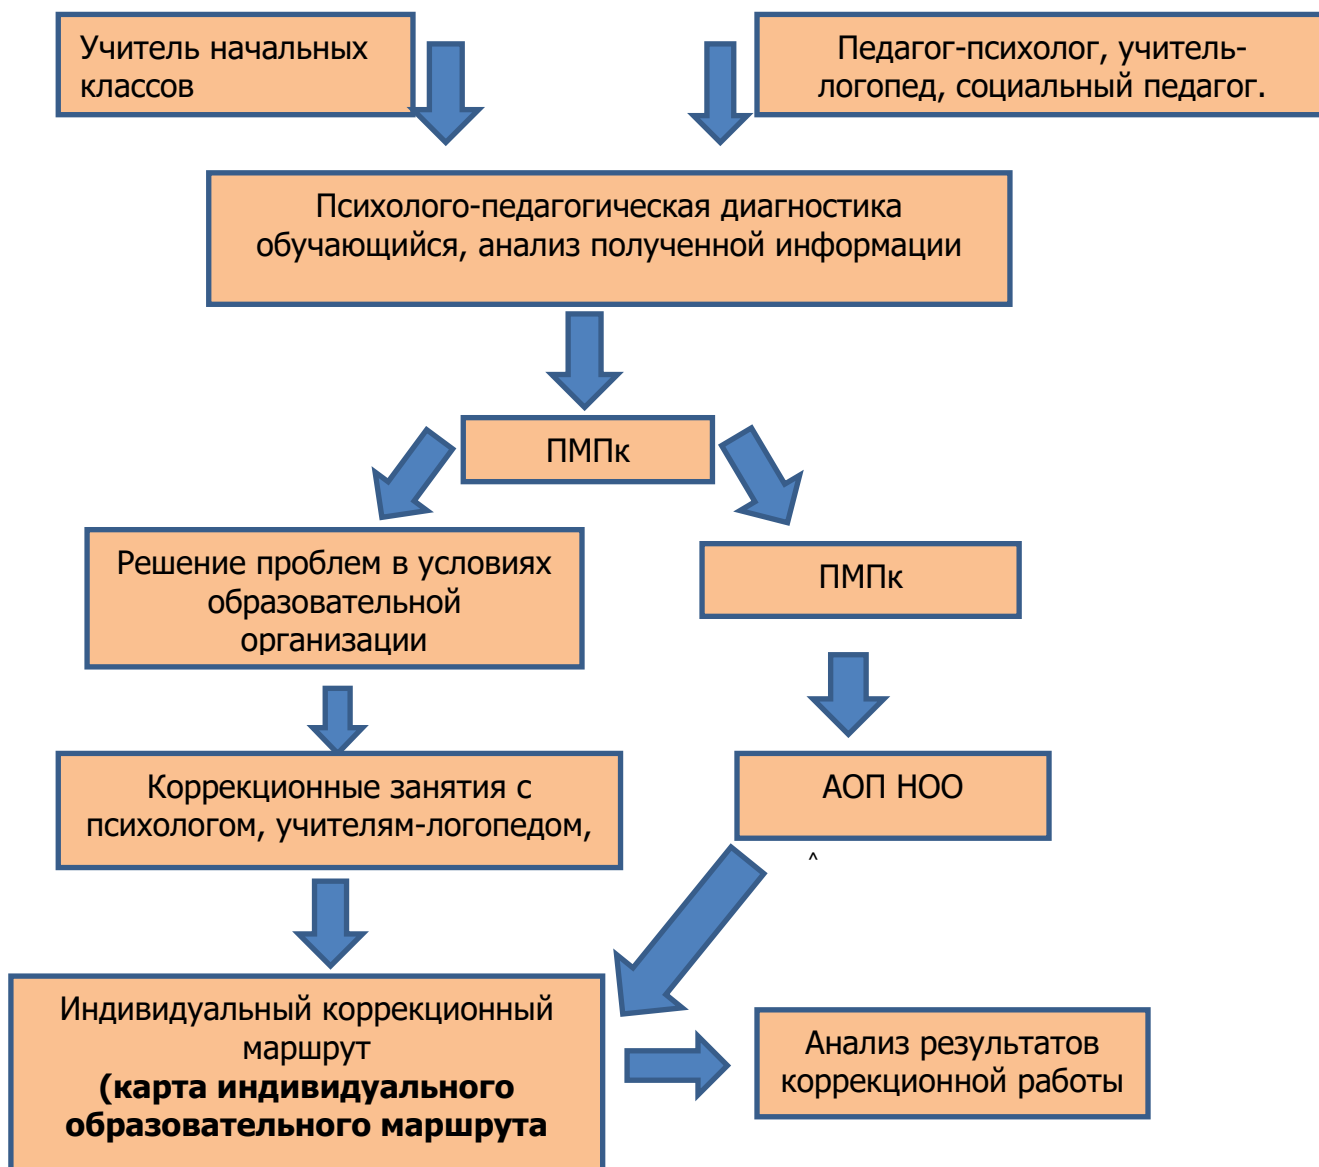 Учитель начальных
классов
Педагог-психолог, учитель-
логопед, социальный педагог.
Психолого-педагогическая диагностика
обучающийся, анализ полученной информации
ПМПк
Решение проблем в условиях
образовательной
организации
ПМПк
Коррекционные занятия с
психологом, учителям-логопедом,
АОП НОО
^
Индивидуальный коррекционный
маршрут
(карта индивидуального
образовательного маршрута
Анализ результатов
коррекционной работы